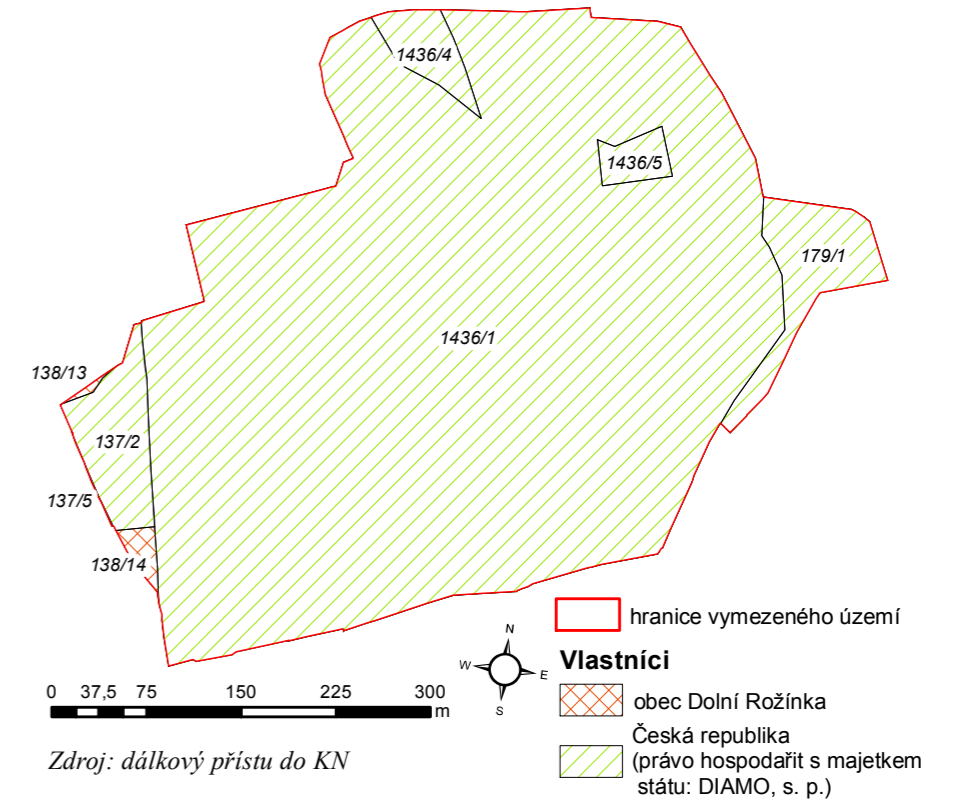 1436/4
1436/5
179/1
1436/1
138/13
137/2
137/5
138/14
hranice vymezeného území
N
W
E
S
Vlastníci
0 37,5 75 150 225 300
m
obec Dolní Rožínka
Česká republika
(právo hospodařit s majetkem
státu: DIAMO, s. p.)
Zdroj: dálkový přístu do KN